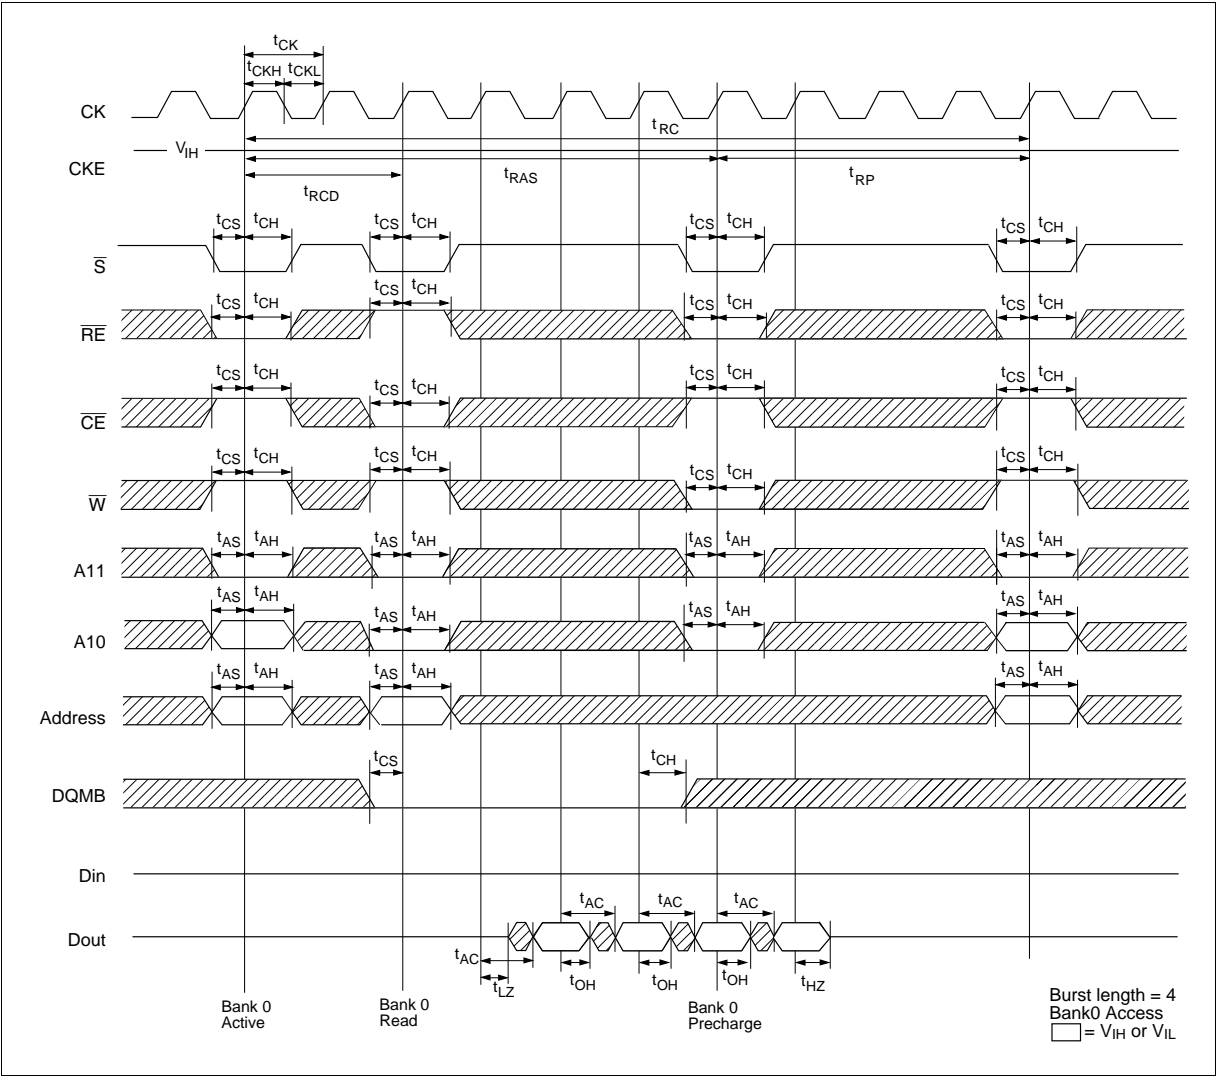 tCK
tCKH tCKL
CK
tRC
VIH
CKE
tRAS
tRP
tRCD
tCS tCH tCS tCH tCS tCH tCS tCH
S
tCS tCH tCS tCH tCS tCH tCS tCH
RE
tCS tCH tCS tCH tCS tCH tCS tCH
CE
tCS tCH tCS tCH tCS tCH tCS tCH
W
tAS tAH tAS tAH tAS tAH tAS tAH
A11
tAS tAH tAS tAH tAS tAH tAS tAH
A10
tAS tAH tAS tAH tAS tAH
Address
tCS tCH
DQMB
Din
tAC tAC tAC
Dout
tAC
tLZ tOH tOH tOH tHZ
Bank 0
Active
Bank 0
Read
Bank 0
Precharge
Burst length = 4
Bank0 Access
= VIH or VIL